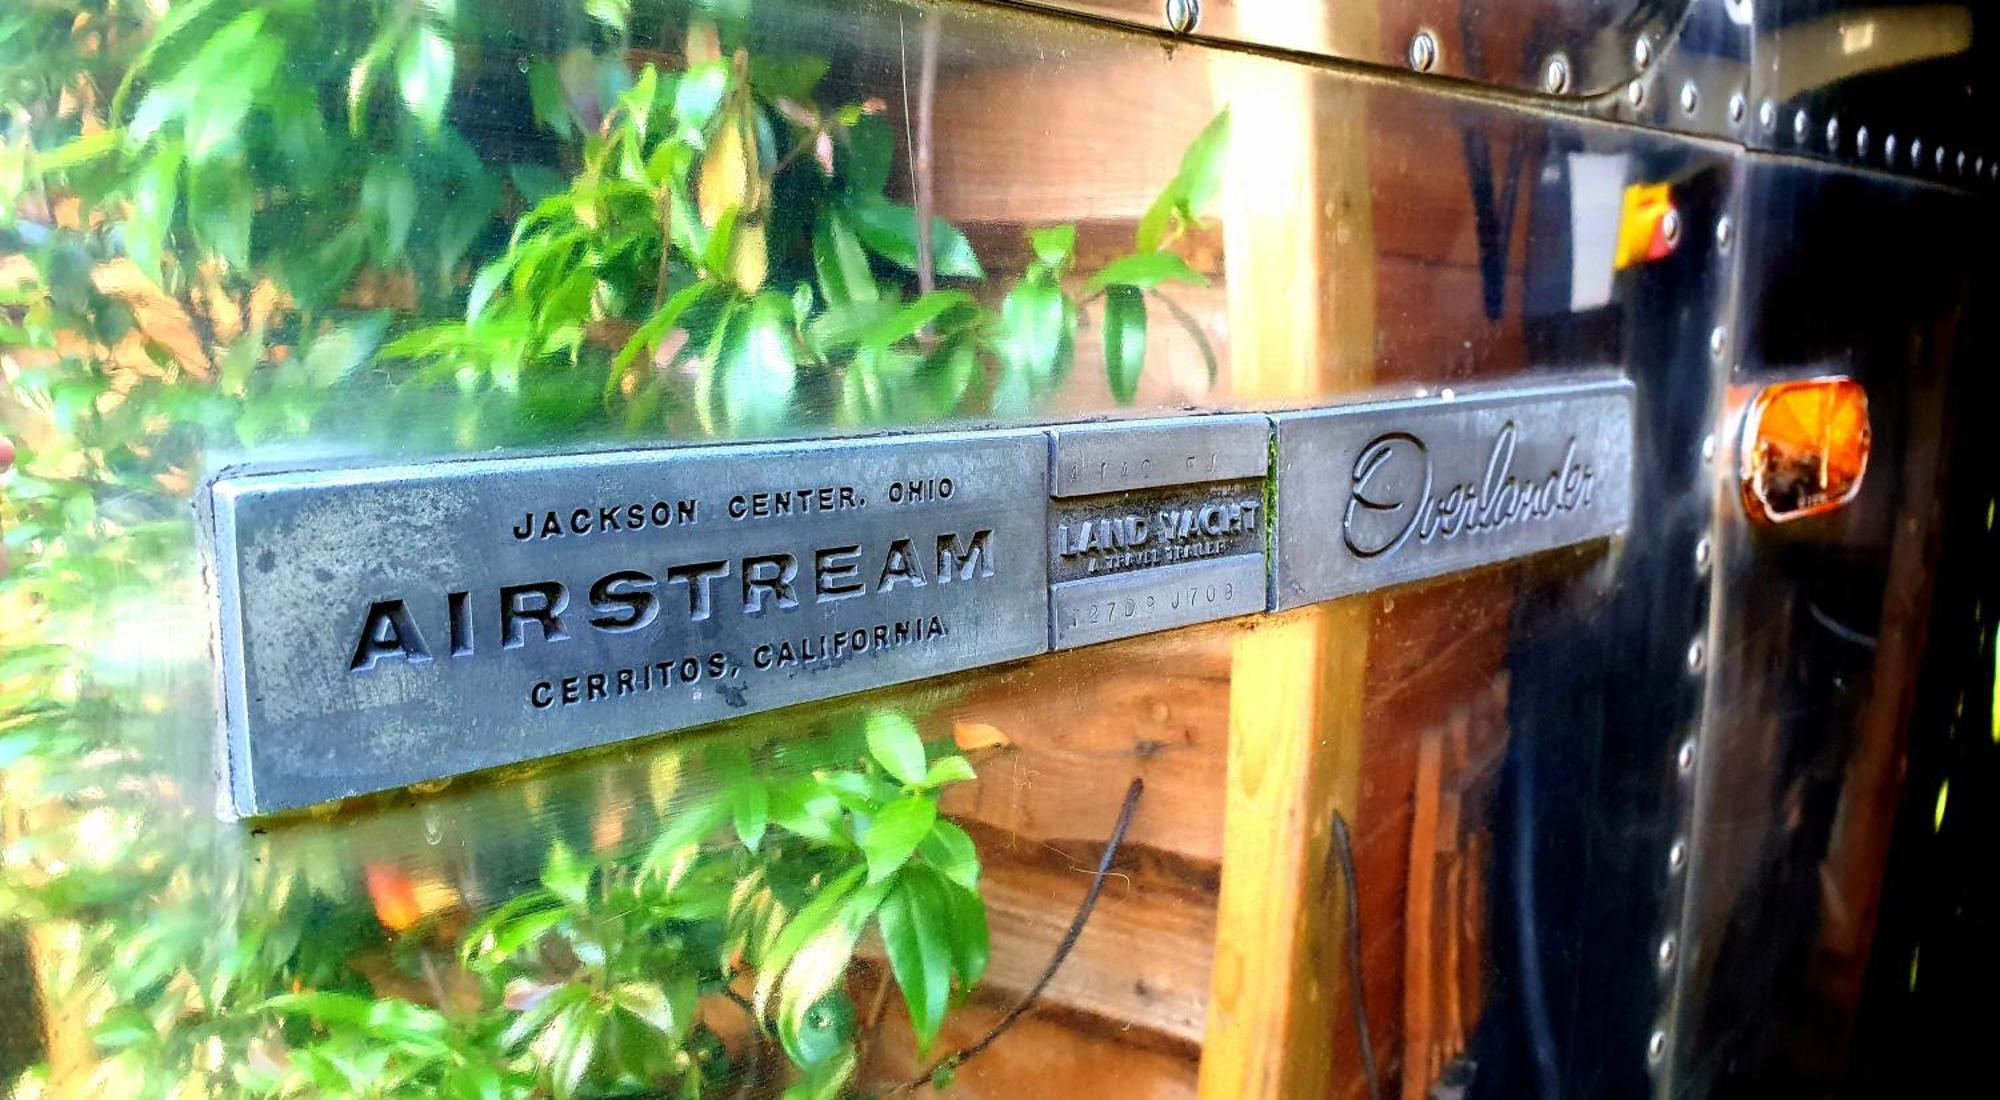 JACKSON CENTER, OHIO
AIRSTREAM
CERRITOS, CALIFORNIA
LAND YACHT
A TRAVEL TRAILER
Overlander